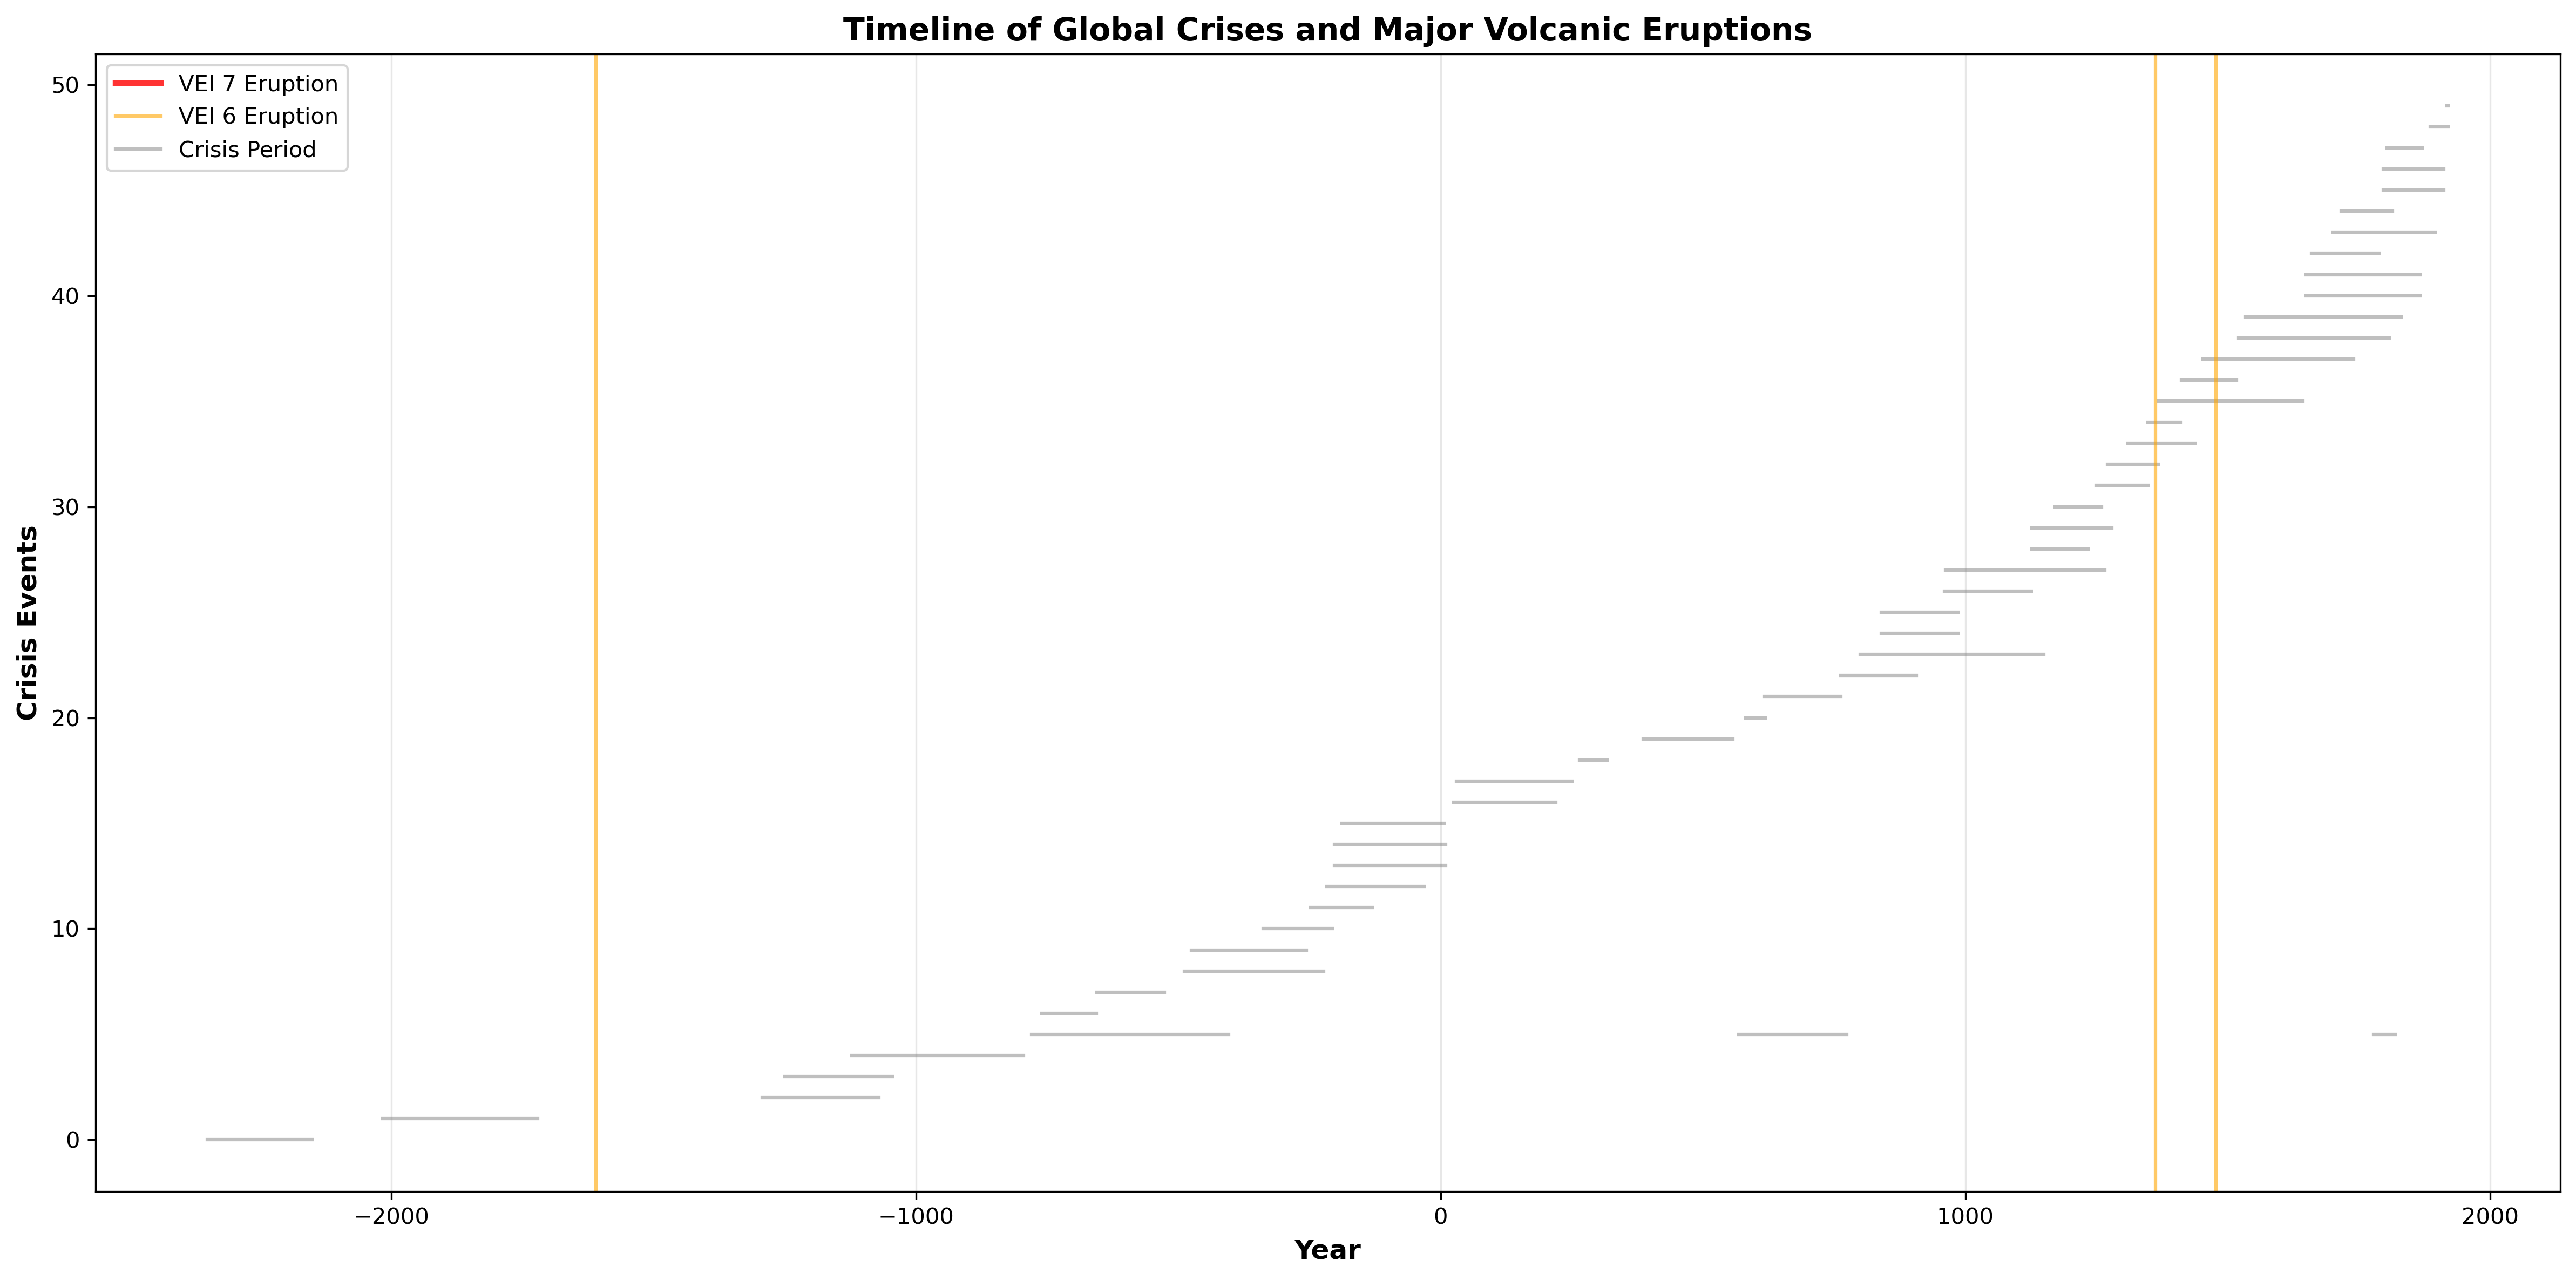 Timeline of Global Crises and Major Volcanic Eruptions
VEI 7 Eruption
VEI 6 Eruption
Crisis Period
50
40
30
20
10
0
Crisis Events
−2000
−1000
0
1000
2000
Year